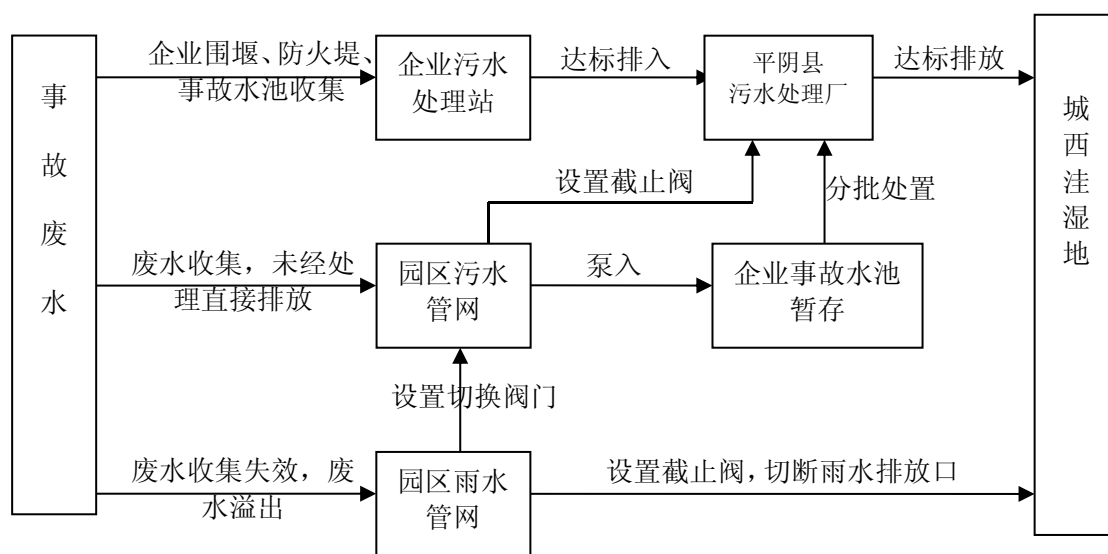 事故废水
企业围堰、防火堤、
事故水池收集
企业污水
处理站
达标排入
平阴县
污水处理厂
达标排放
城西洼湿地
设置截止阀
分批处置
废水收集，未经处
理直接排放
园区污水
管网
泵入
企业事故水池
暂存
设置切换阀门
废水收集失效，废
水溢出
园区雨水
管网
设置截止阀，切断雨水排放口